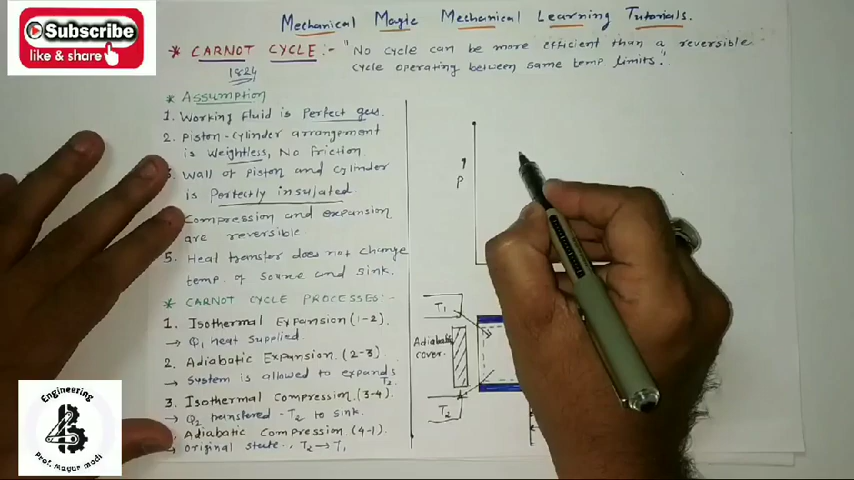 Subscribe
like & share
Mechanical Magic Mechanical Learning Tutorials.
* CARNOT CYCLE :- "No cycle can be more efficient than a reversible
1824
cycle operating between same temp limits".
* Assumption
1. Working fluid is Perfect gas.
2. Piston-cylinder arrangement
is Weightless, No friction.
3. Wall of piston and cylinder
is Perfectly insulated.
Compression and expansion
are reversible
5. Heat transfer does not change
temp. of source and sink.
* CARNOT CYCLE PROCESSES:-
1. Isothermal Expansion (1-2)
→ Q1 heat supplied.
2. Adiabatic Expansion. (2-3)
→ System is allowed to expands
T2.
3. Isothermal compression. (3-4)
→ Q2 transfered - T2 to sink.
Adiabatic Compression (4-1)
→ original state. T2 → T1
P
T1
Adiabatic
cover.
T2
Engineering
Prof. Mayur modi